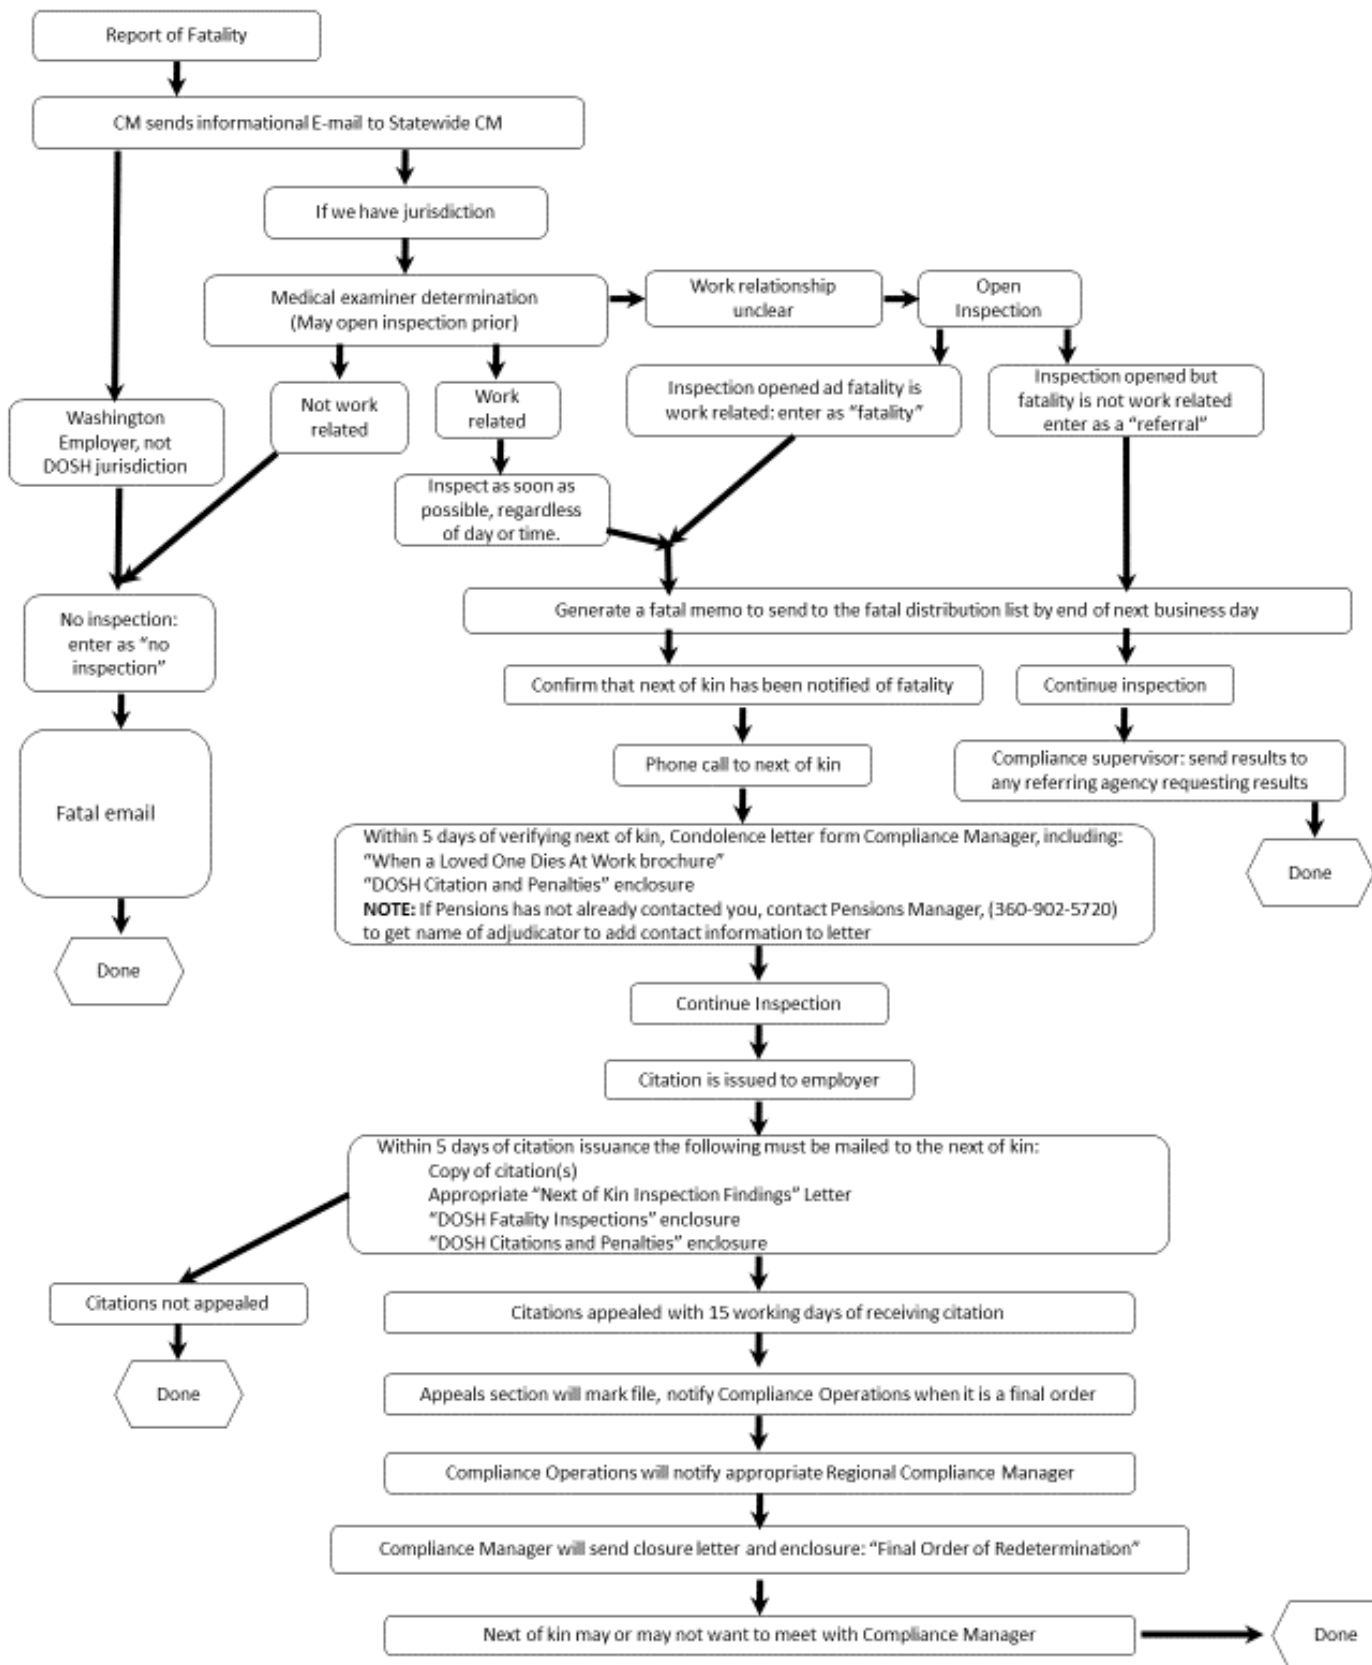 Report of Fatality
CM sends informational E-mail to Statewide CM
If we have jurisdiction
Medical examiner determination
(May open inspection prior)
Work relationship
unclear
Open
Inspection
Washington
Employer, not
DOSH jurisdiction
Not work
related
Work
related
Inspection opened ad fatality is
work related: enter as “fatality”
Inspection opened but
fatality is not work related
enter as a “referral”
Inspect as soon as
possible, regardless
of day or time.
No inspection:
enter as “no
inspection”
Generate a fatal memo to send to the fatal distribution list by end of next business day
Confirm that next of kin has been notified of fatality
Continue inspection
Fatal email
Phone call to next of kin
Compliance supervisor: send results to
any referring agency requesting results
Done
Within 5 days of verifying next of kin, Condolence letter form Compliance Manager, including:
“When a Loved One Dies At Work brochure”
“DOSH Citation and Penalties” enclosure
NOTE: If Pensions has not already contacted you, contact Pensions Manager, (360-902-5720)
to get name of adjudicator to add contact information to letter
Done
Continue Inspection
Citation is issued to employer
Within 5 days of citation issuance the following must be mailed to the next of kin:
Copy of citation(s)
Appropriate “Next of Kin Inspection Findings” Letter
“DOSH Fatality Inspections” enclosure
“DOSH Citations and Penalties” enclosure
Citations not appealed
Citations appealed with 15 working days of receiving citation
Done
Appeals section will mark file, notify Compliance Operations when it is a final order
Compliance Operations will notify appropriate Regional Compliance Manager
Compliance Manager will send closure letter and enclosure: “Final Order of Redetermination”
Next of kin may or may not want to meet with Compliance Manager
Done